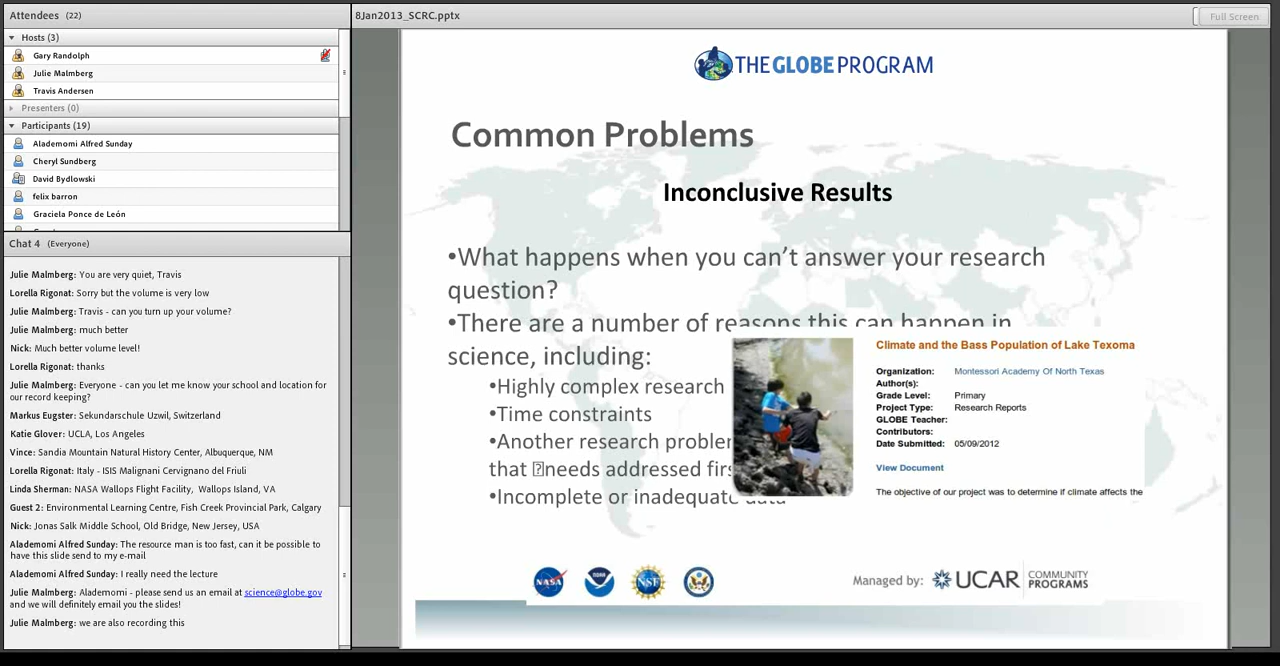 Attendees (22)
Hosts (3)
Gary Randolph
Julie Malmberg
Travis Andersen
Presenters (0)
Participants (19)
Alademomi Alfred Sunday
Cheryl Sundberg
David Bydlowski
felix barron
Graciela Ponce de León
Chat 4 (Everyone)
Julie Malmberg: You are very quiet, Travis
Lorella Rigonat: Sorry but the volume is very low
Julie Malmberg: Travis - can you turn up your volume?
Julie Malmberg: much better
Nick: Much better volume level!
Lorella Rigonat: thanks
Julie Malmberg: Everyone - can you let me know your school and location for
our record keeping?
Markus Eugster: Sekundarschule Uzwil, Switzerland
Katie Glover: UCLA, Los Angeles
Vince: Sandia Mountain Natural History Center, Albuquerque, NM
Lorella Rigonat: Italy - ISIS Malignani Cervignano del Friuli
Linda Sherman: NASA Wallops Flight Facility, Wallops Island, VA
Guest 2: Environmental Learning Centre, Fish Creek Provincial Park, Calgary
Nick: Jonas Salk Middle School, Old Bridge, New Jersey, USA
Alademomi Alfred Sunday: The resource man is too fast, can it be possible to
have this slide send to my e-mail
Alademomi Alfred Sunday: I really need the lecture
Julie Malmberg: Alademomi - please send us an email at science@globe.gov
and we will definitely email you the slides!
Julie Malmberg: we are also recording this
8Jan2013_SCRC.pptx
Full Screen
THE GLOBE PROGRAM
Common Problems
Inconclusive Results
•What happens when you can't answer your research
question?
•There are a number of reasons this can happen in
science, including:
•Highly complex research
•Time constraints
•Another research problem
that needs addressed first
•Incomplete or inadequate data
Climate and the Bass Population of Lake Texoma
Organization: Montessori Academy Of North Texas
Author(s):
Grade Level: Primary
Project Type: Research Reports
GLOBE Teacher:
Contributors:
Date Submitted: 05/09/2012
View Document
The objective of our project was to determine if climate affects the
NASA
NOAA
NSF
Managed by: UCAR COMMUNITY
PROGRAMS